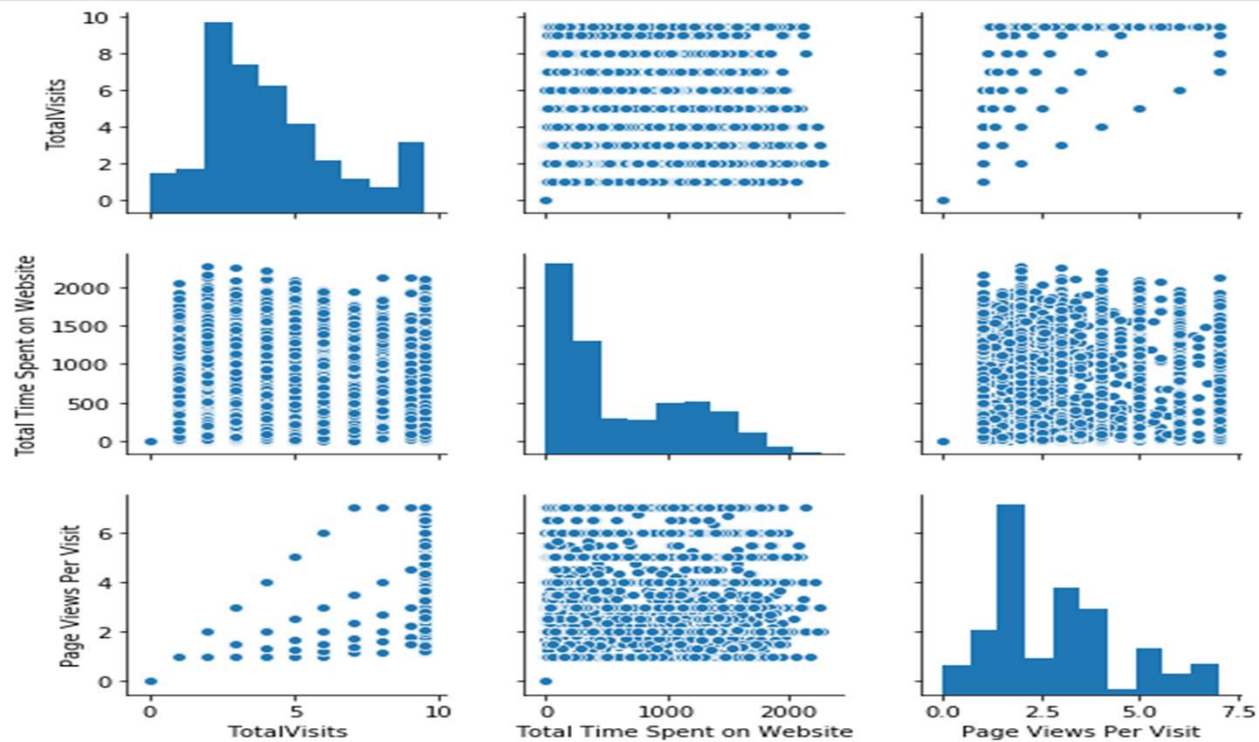 10
8
6
4
2
0
TotalVisits
2000
1500
1000
500
0
Total Time Spent on Website
6
4
2
0
Page Views Per Visit
0 5 10
TotalVisits
0 1000 2000
Total Time Spent on Website
0.0 2.5 5.0 7.5
Page Views Per Visit